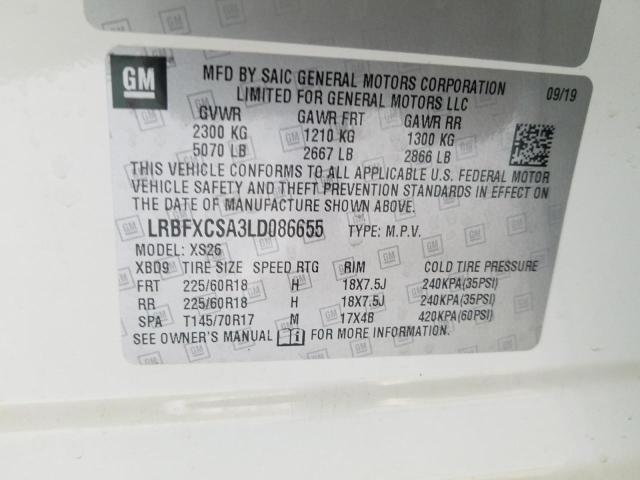 GM
MFD BY SAIC GENERAL MOTORS CORPORATION
LIMITED FOR GENERAL MOTORS LLC
09/19
GVWR GAWR FRT GAWR RR
2300 KG 1210 KG 1300 KG
5070 LB 2667 LB 2866 LB
THIS VEHICLE CONFORMS TO ALL APPLICABLE U.S. FEDERAL MOTOR
VEHICLE SAFETY AND THEFT PREVENTION STANDARDS IN EFFECT ON
THE DATE OF MANUFACTURE SHOWN ABOVE.
LRBFXCSA3LD086655 TYPE: M.P.V.
MODEL: XS26
XBD9 TIRE SIZE SPEED RTG RIM COLD TIRE PRESSURE
FRT 225/60R18 H 18X7.5J 240KPA(35PSI)
RR 225/60R18 H 18X7.5J 240KPA(35PSI)
SPA T145/70R17 M 17X4B 420KPA(60PSI)
SEE OWNER'S MANUAL i FOR MORE INFORMATION.